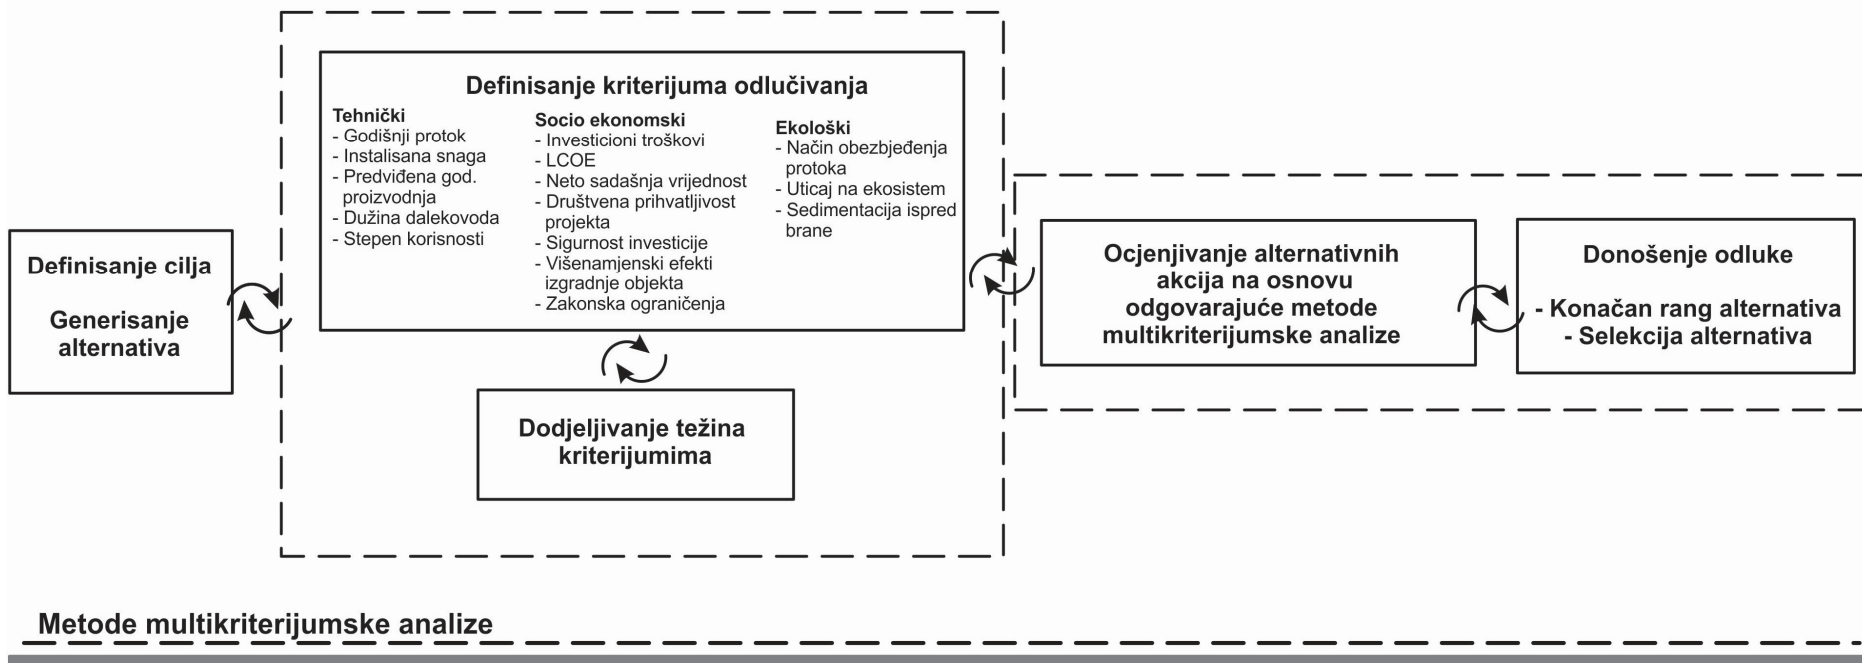 Definisanje cilja
Generisanje
alternativa
Definisanje kriterijuma odlučivanja
Tehnički
- Godišnji protok
- Instalisana snaga
- Predviđena god.
proizvodnja
- Dužina dalekovoda
- Stepen korisnosti
Socio ekonomski
- Investicioni troškovi
- LCOE
- Neto sadašnja vrijednost
- Društvena prihvatljivost
projekta
- Sigurnost investicije
- Višenamjenski efekti
izgradnje objekta
- Zakonska ograničenja
Ekološki
- Način obezbjeđenja
protoka
- Uticaj na ekosistem
- Sedimentacija ispred
brane
Dodjeljivanje težina
kriterijumima
Ocjenjivanje alternativnih
akcija na osnovu
odgovarajuće metode
multikriterijumske analize
Donošenje odluke
- Konačan rang alternativa
- Selekcija alternativa
Metode multikriterijumske analize